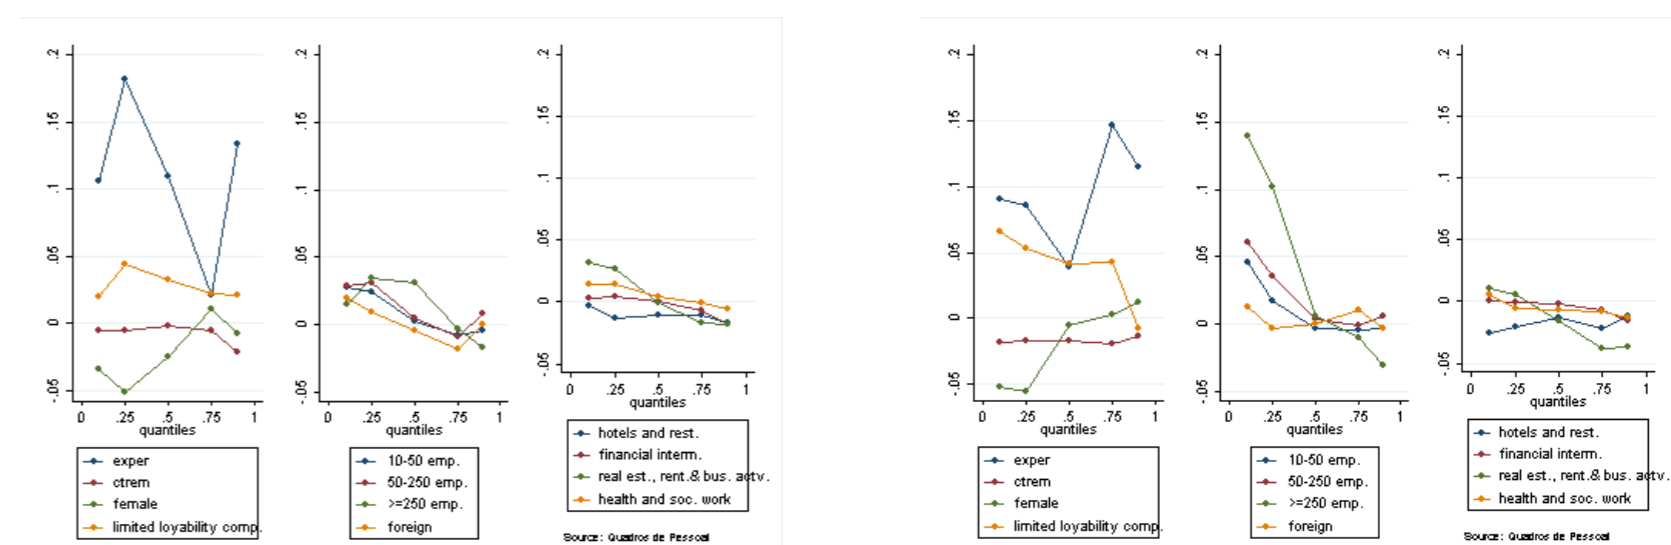 .2
.15
.1
.05
0
-.05
0 .25 .5 .75 1
quantiles
exper
ctrem
female
limited loyability comp.
.2
.15
.1
.05
0
-.05
0 .25 .5 .75 1
quantiles
10-50 emp.
50-250 emp.
>=250 emp.
foreign
.2
.15
.1
.05
0
-.05
0 .25 .5 .75 1
quantiles
hotels and rest.
financial interm.
real est., rent.& bus. actv.
health and soc. work
Source: Quadros de Pessoal
.2
.15
.1
.05
0
-.05
0 .25 .5 .75 1
quantiles
exper
ctrem
female
limited loyability comp.
.2
.15
.1
.05
0
-.05
0 .25 .5 .75 1
quantiles
10-50 emp.
50-250 emp.
>=250 emp.
foreign
.2
.15
.1
.05
0
-.05
0 .25 .5 .75 1
quantiles
hotels and rest.
financial interm.
real est., rent.& bus. actv.
health and soc. work
Source: Quadros de Pessoal